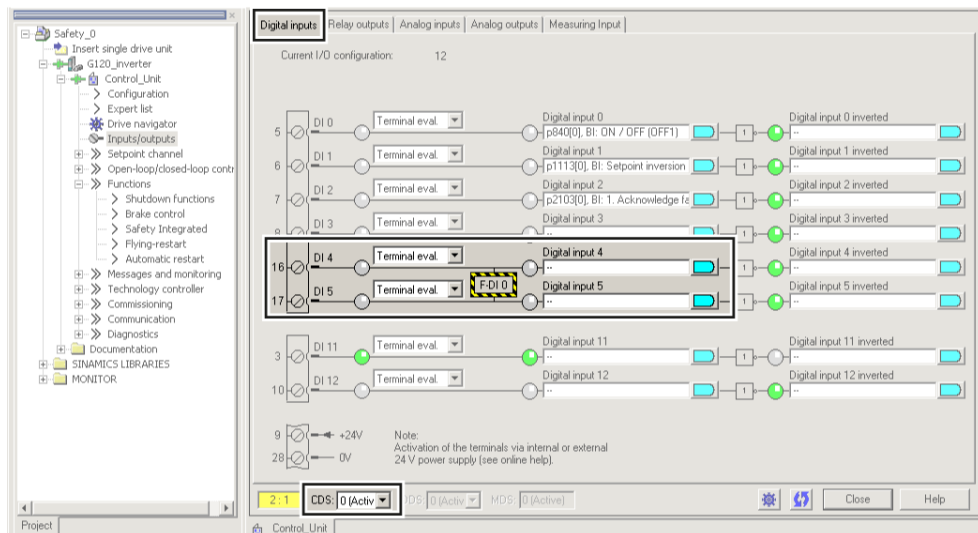 Safety_0
Insert single drive unit
G120_inverter
Control_Unit
Configuration
Expert list
Drive navigator
Inputs/outputs
Setpoint channel
Open-loop/closed-loop contr
Functions
Shutdown functions
Brake control
Safety Integrated
Flying-restart
Automatic restart
Messages and monitoring
Technology controller
Commissioning
Communication
Diagnostics
Documentation
SINAMICS LIBRARIES
MONITOR
Project
Digital inputs Relay outputs Analog inputs Analog outputs Measuring Input
Current I/O configuration: 12
Digital input 0 Digital input 0 inverted
5 DI 0 Terminal eval. p840[0], BI: ON / OFF (OFF1) 1 --
Digital input 1 Digital input 1 inverted
6 DI 1 Terminal eval. p1113[0], BI: Setpoint inversion 1 --
Digital input 2 Digital input 2 inverted
7 DI 2 Terminal eval. p2103[0], BI: 1. Acknowledge fa 1 --
Digital input 3 Digital input 3 inverted
8 DI 3 Terminal eval. -- 1 --
Digital input 4 Digital input 4 inverted
16 DI 4 Terminal eval. -- 1 --
F-DI 0
Digital input 5 Digital input 5 inverted
17 DI 5 Terminal eval. -- 1 --
Digital input 11 Digital input 11 inverted
3 DI 11 Terminal eval. -- 1 --
Digital input 12 Digital input 12 inverted
10 DI 12 Terminal eval. -- 1 --
9 +24V Note:
Activation of the terminals via internal or external
28 0V 24 V power supply (see online help).
2:1 CDS: 0 (Activ DDS: 0 (Activ MDS: 0 (Active) Close Help
Control_Unit